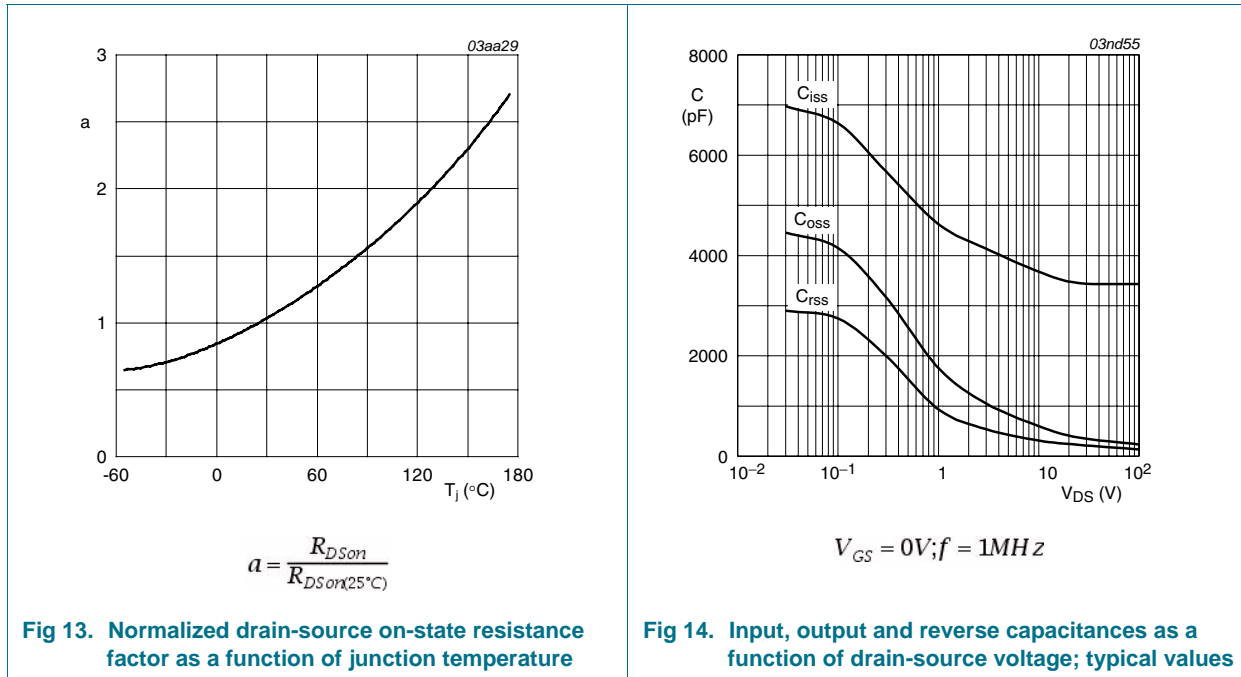 03aa29
3
a
2
1
0
-60 0 60 120 180
Tj (°C)
a = RDSon / RDSon(25°C)
Fig 13. Normalized drain-source on-state resistance
factor as a function of junction temperature
03nd55
8000
C
(pF)
Ciss
6000
Coss
4000
Crss
2000
0
10−2 10−1 1 10 102
VDS (V)
VGS = 0V;f = 1MHz
Fig 14. Input, output and reverse capacitances as a
function of drain-source voltage; typical values